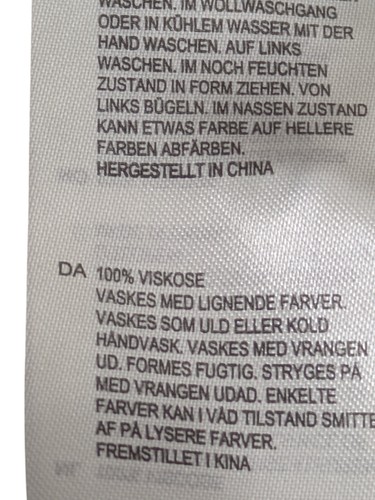 WASCHEN. IM WOLLWASCHGANG
ODER IN KÜHLEM WASSER MIT DER
HAND WASCHEN. AUF LINKS
WASCHEN. IM NOCH FEUCHTEN
ZUSTAND IN FORM ZIEHEN. VON
LINKS BÜGELN. IM NASSEN ZUSTAND
KANN ETWAS FARBE AUF HELLERE
FARBEN ABFÄRBEN.
HERGESTELLT IN CHINA
DA 100% VISKOSE
VASKES MED LIGNENDE FARVER.
VASKES SOM ULD ELLER KOLD
HÅNDVASK. VASKES MED VRANGEN
UD. FORMES FUGTIG. STRYGES PÅ
MED VRANGEN UDAD. ENKELTE
FARVER KAN I VÅD TILSTAND SMITTE
AF PÅ LYSERE FARVER.
FREMSTILLET I KINA